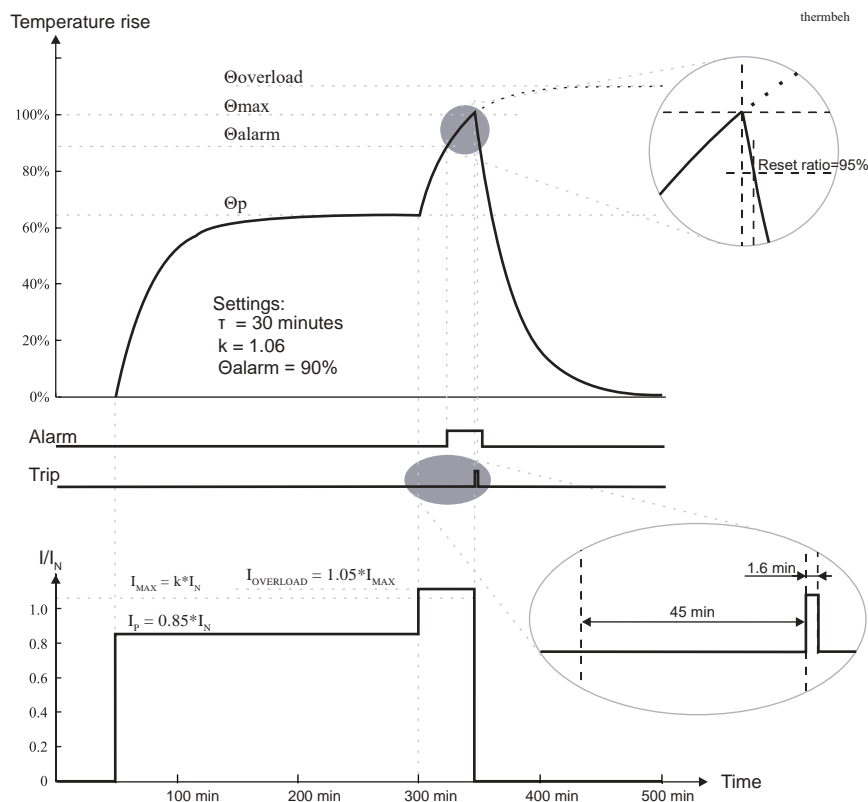 thermbeh
Temperature rise
Θoverload
Θmax
Θalarm
Θp
100%
80%
60%
40%
20%
0%
Reset ratio=95%
Settings:
τ = 30 minutes
k = 1.06
Θalarm = 90%
Alarm
Trip
I/IN
IMAX = k*IN
IOVERLOAD = 1.05*IMAX
IP = 0.85*IN
1.0
0.8
0.6
0.4
0.2
0
1.6 min
45 min
100 min
200 min
300 min
400 min
500 min
Time